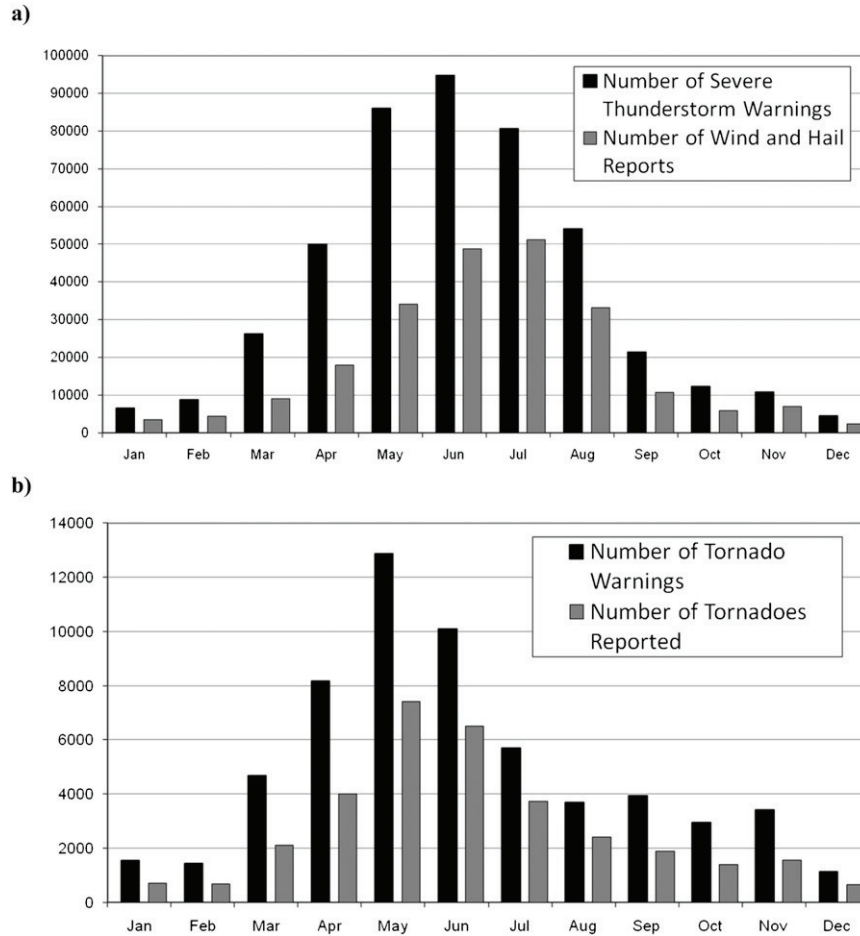 a)
100000
90000
80000
70000
60000
50000
40000
30000
20000
10000
0
Number of Severe
Thunderstorm Warnings
Number of Wind and Hail
Reports
Jan Feb Mar Apr May Jun Jul Aug Sep Oct Nov Dec
b)
14000
12000
10000
8000
6000
4000
2000
0
Number of Tornado
Warnings
Number of Tornadoes
Reported
Jan Feb Mar Apr May Jun Jul Aug Sep Oct Nov Dec